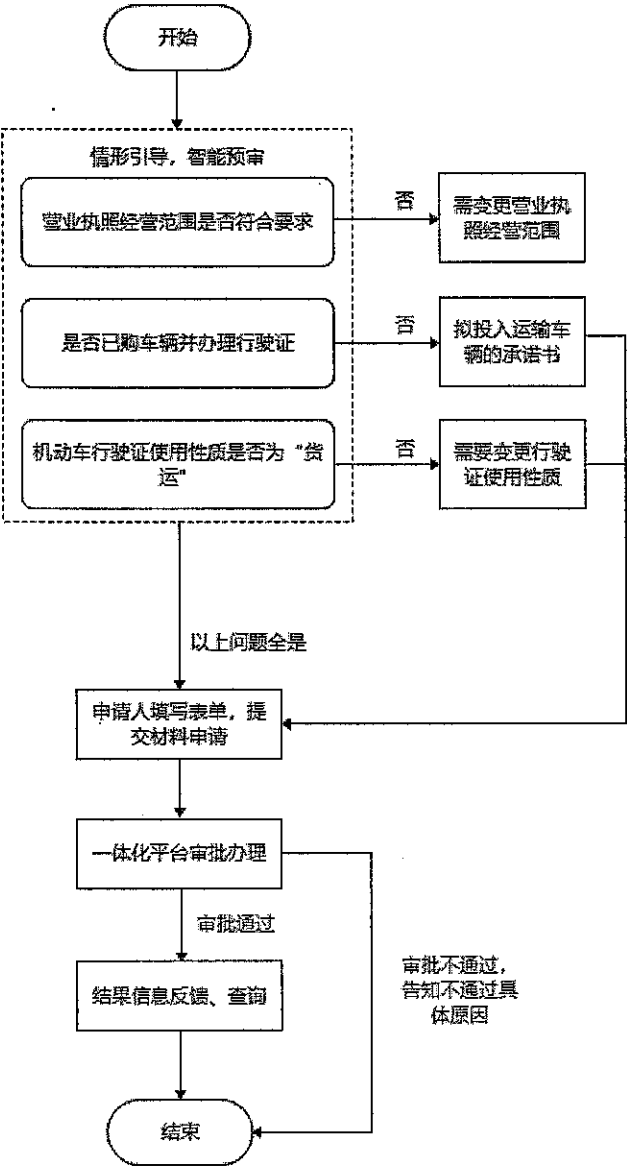 开始
情形引导，智能预审
营业执照经营范围是否符合要求
否
需变更营业执
照经营范围
是否已购车辆并办理行驶证
否
拟投入运输车
辆的承诺书
机动车行驶证使用性质是否为“货
运”
否
需要变更行驶
证使用性质
以上问题全是
申请人填写表单，提
交材料申请
一体化平台审批办理
审批通过
审批不通过，
告知不通过具
体原因
结果信息反馈、查询
结束